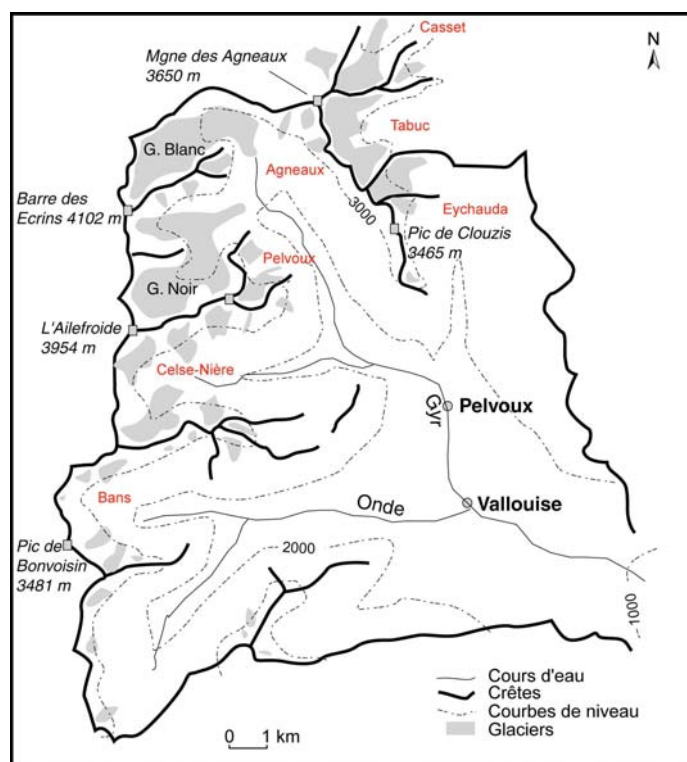 Casset
N
Mgne des Agneaux
3650 m
Tabuc
G. Blanc
Agneaux
3000
Eychauda
Barre des
Ecrins 4102 m
Pic de Clouzis
3465 m
Pelvoux
G. Noir
L'Ailefroide
3954 m
Celse-Nière
Gyr
Pelvoux
Bans
Onde
Vallouise
Pic de
Bonvoisin
3481 m
2000
1000
Cours d'eau
Crêtes
Courbes de niveau
Glaciers
0 1 km